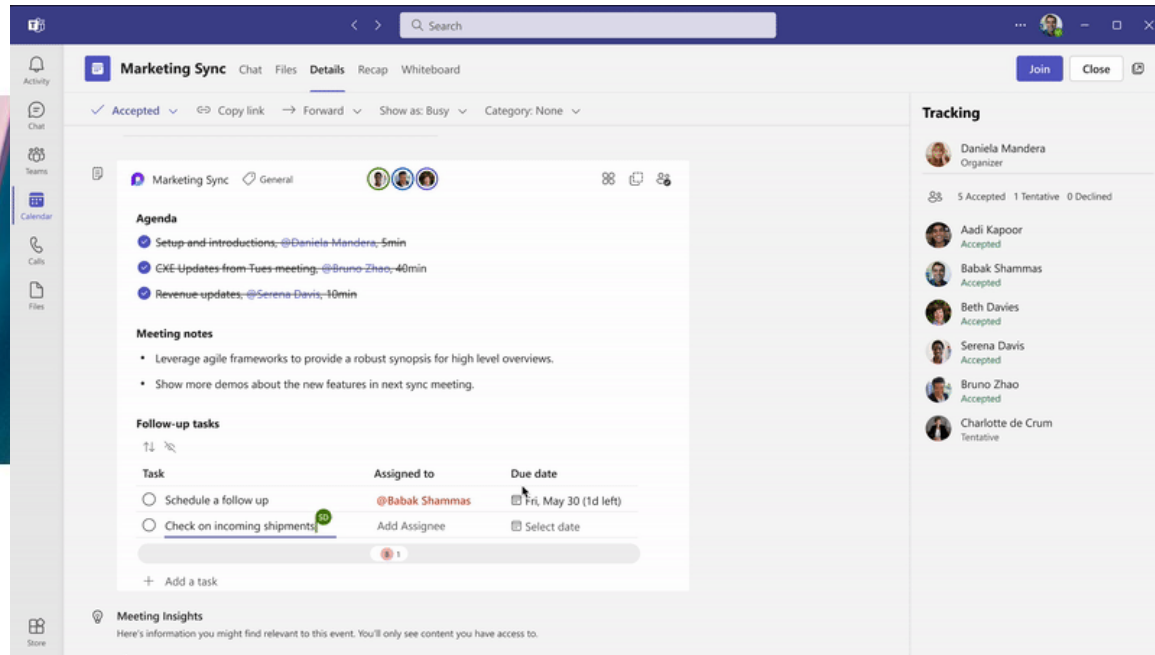 Search
Activity
Chat
Teams
Calendar
Calls
Files
Store
Marketing Sync Chat Files Details Recap Whiteboard
Join Close
Accepted Copy link Forward Show as: Busy Category: None
Marketing Sync General
Agenda
Setup and introductions, @Daniela Mandera, 5min
CXE Updates from Tues meeting, @Bruno Zhao, 40min
Revenue updates, @Serena Davis, 10min
Meeting notes
• Leverage agile frameworks to provide a robust synopsis for high level overviews.
• Show more demos about the new features in next sync meeting.
Follow-up tasks
Task Assigned to Due date
Schedule a follow up @Babak Shammas Fri, May 30 (1d left)
Check on incoming shipments SD Add Assignee Select date
B 1
+ Add a task
Meeting Insights
Here's information you might find relevant to this event. You'll only see content you have access to.
Tracking
Daniela Mandera
Organizer
5 Accepted 1 Tentative 0 Declined
Aadi Kapoor
Accepted
Babak Shammas
Accepted
Beth Davies
Accepted
Serena Davis
Accepted
Bruno Zhao
Accepted
Charlotte de Crum
Tentative